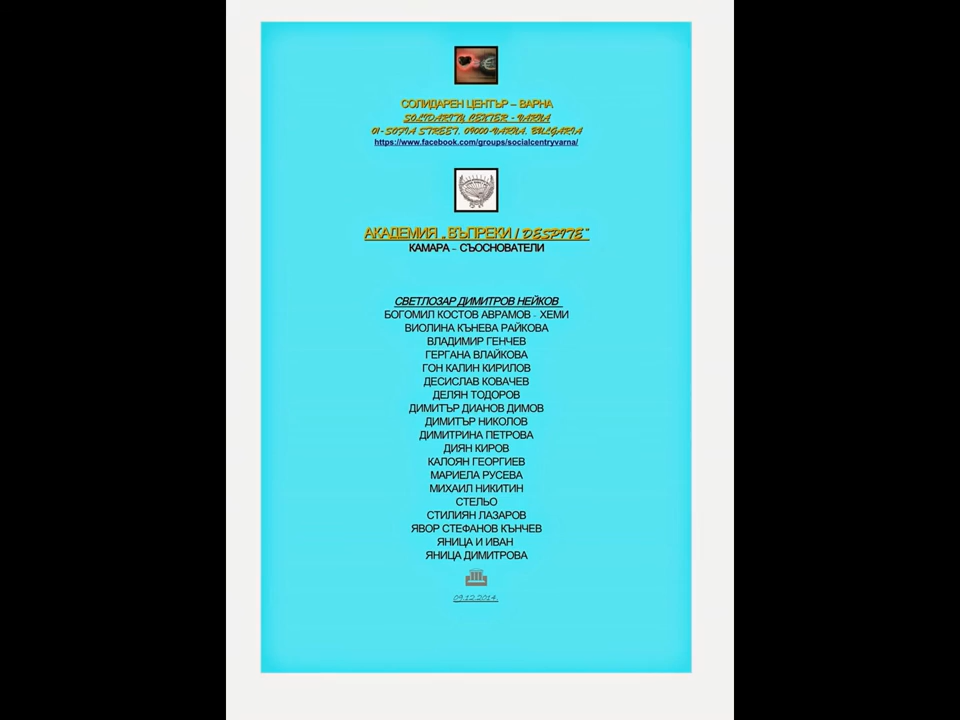 СОЛИДАРЕН ЦЕНТЪР – ВАРНА
SOLIDARITY CENTER - VARNA
01- SOFIA STREET, 09000-VARNA, BULGARIA
https://www.facebook.com/groups/socialcentryvarna/
АКАДЕМИЯ „ ВЪПРЕКИ / DESPITE“
КАМАРА – СЪОСНОВАТЕЛИ
СВЕТЛОЗАР ДИМИТРОВ НЕЙКОВ
БОГОМИЛ КОСТОВ АВРАМОВ - ХЕМИ
ВИОЛИНА КЪНЕВА РАЙКОВА
ВЛАДИМИР ГЕНЧЕВ
ГЕРГАНА ВЛАЙКОВА
ГОН КАЛИН КИРИЛОВ
ДЕСИСЛАВ КОВАЧЕВ
ДЕЛЯН ТОДОРОВ
ДИМИТЪР ДИАНОВ ДИМОВ
ДИМИТЪР НИКОЛОВ
ДИМИТРИНА ПЕТРОВА
ДИЯН КИРОВ
КАЛОЯН ГЕОРГИЕВ
МАРИЕЛА РУСЕВА
МИХАИЛ НИКИТИН
СТЕЛЬО
СТИЛИЯН ЛАЗАРОВ
ЯВОР СТЕФАНОВ КЪНЧЕВ
ЯНИЦА И ИВАН
ЯНИЦА ДИМИТРОВА
09.12.2014.